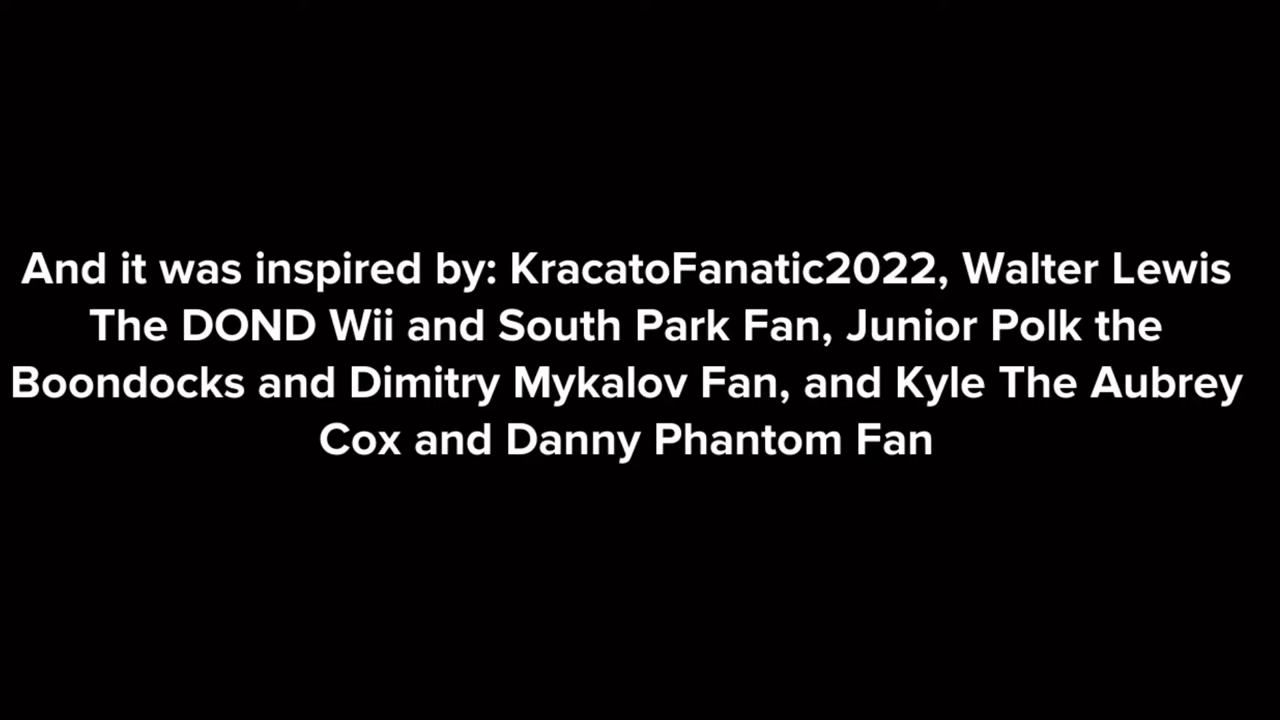 And it was inspired by: KracatoFanatic2022, Walter Lewis
The DOND Wii and South Park Fan, Junior Polk the
Boondocks and Dimitry Mykalov Fan, and Kyle The Aubrey
Cox and Danny Phantom Fan